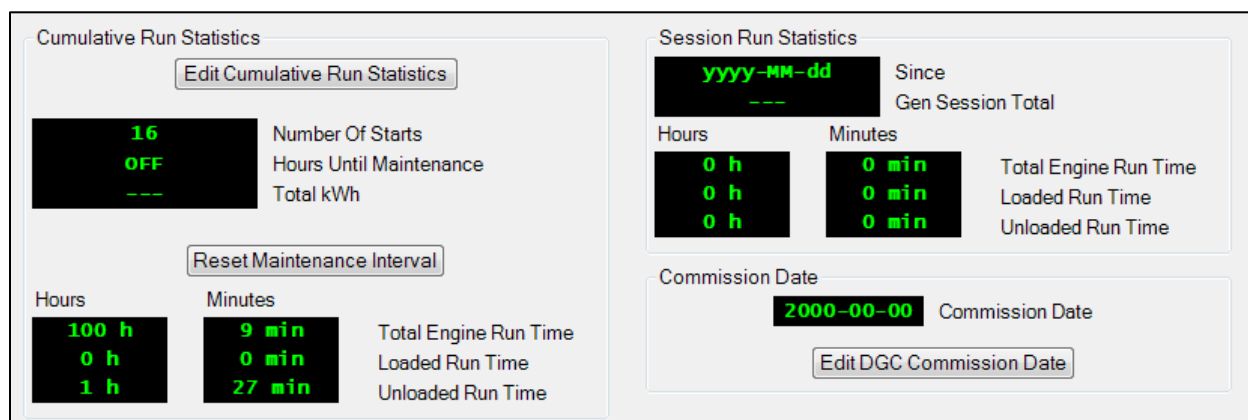 Cumulative Run Statistics
Edit Cumulative Run Statistics
16 Number Of Starts
OFF Hours Until Maintenance
--- Total kWh
Reset Maintenance Interval
Hours Minutes
100 h 9 min Total Engine Run Time
0 h 0 min Loaded Run Time
1 h 27 min Unloaded Run Time
Session Run Statistics
yyyy-MM-dd Since
--- Gen Session Total
Hours Minutes
0 h 0 min Total Engine Run Time
0 h 0 min Loaded Run Time
0 h 0 min Unloaded Run Time
Commission Date
2000-00-00 Commission Date
Edit DGC Commission Date